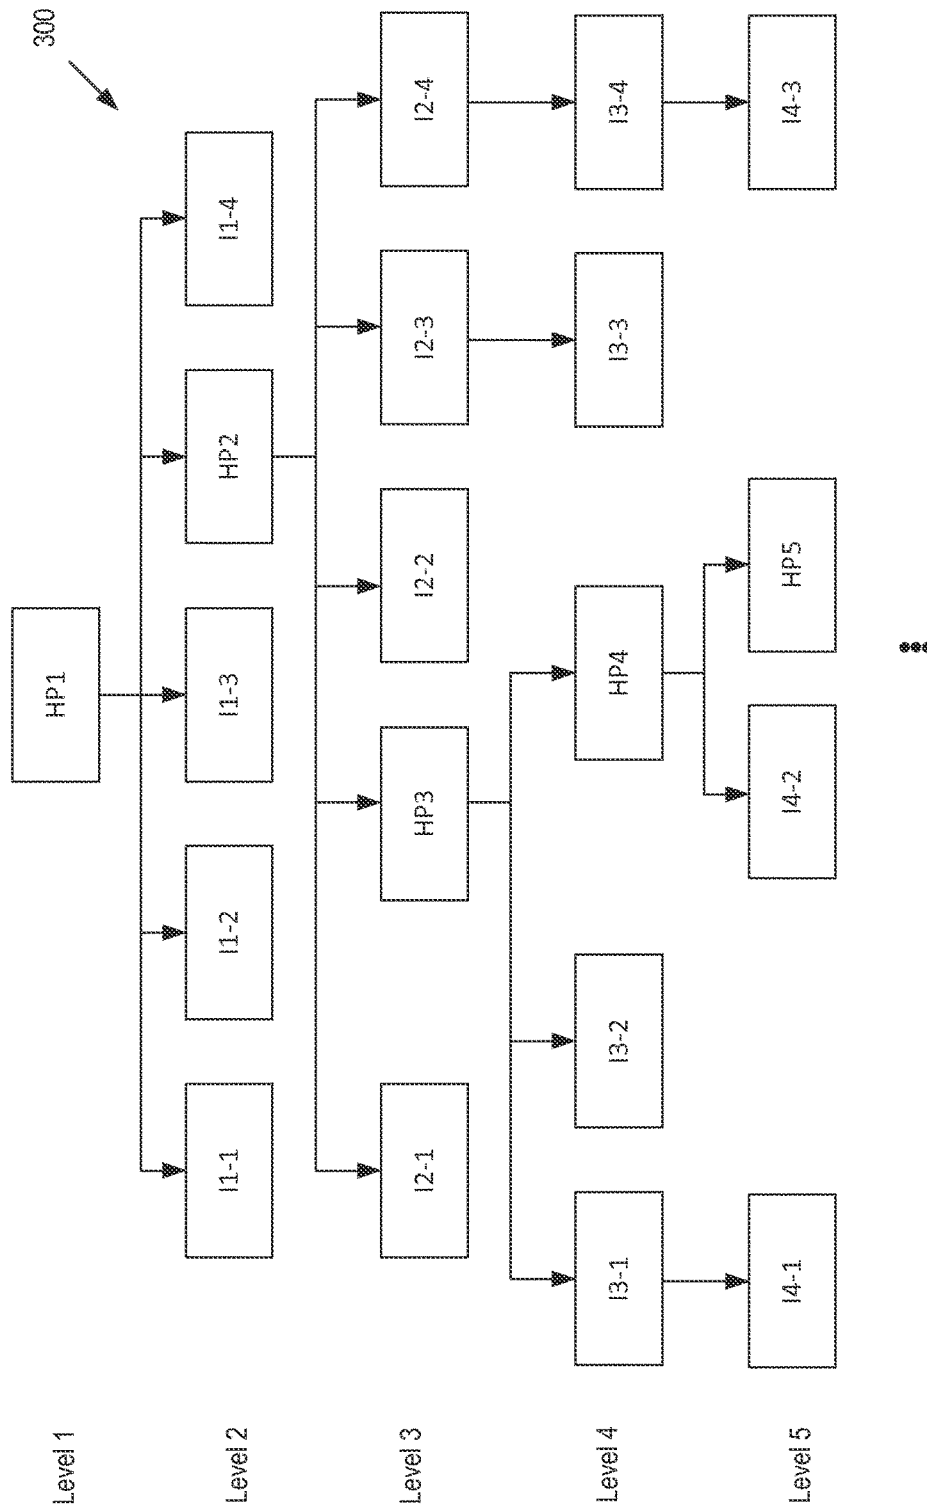 300
Level 1
HP1
Level 2
I1-1
I1-2
I1-3
HP2
I1-4
Level 3
I2-1
HP3
I2-2
I2-3
I2-4
Level 4
I3-1
I3-2
HP4
I3-3
I3-4
Level 5
I4-1
I4-2
HP5
I4-3